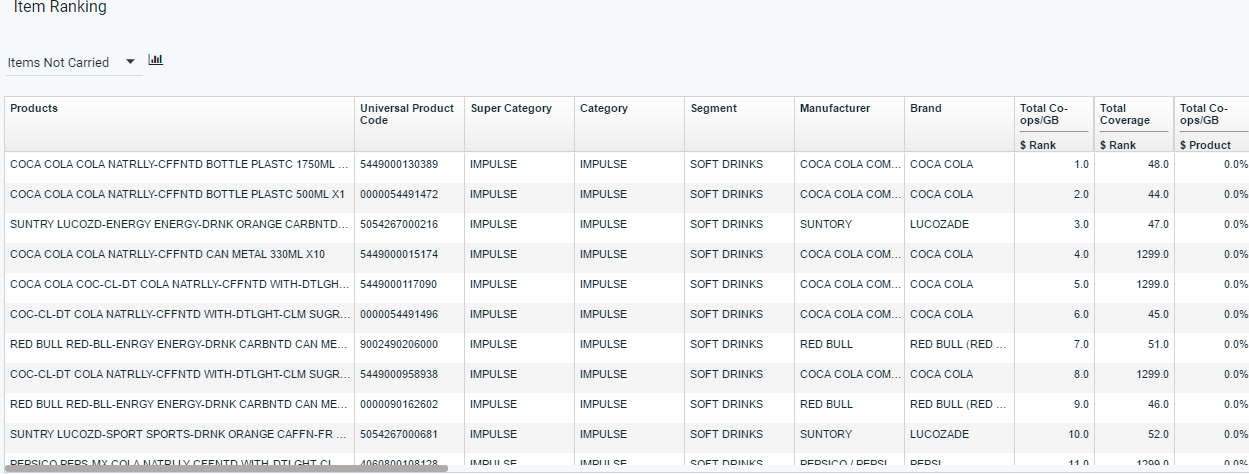 Item Ranking
Items Not Carried
Products Universal Product Code Super Category Category Segment Manufacturer Brand Total Co-ops/GB Total Coverage Total Co-ops/GB
$ Rank $ Rank $ Product
COCA COLA COLA NATRLLY-CFFNTD BOTTLE PLASTC 1750ML ... 5449000130389 IMPULSE IMPULSE SOFT DRINKS COCA COLA COM... COCA COLA 1.0 48.0 0.0%
COCA COLA COLA NATRLLY-CFFNTD BOTTLE PLASTC 500ML X1 0000054491472 IMPULSE IMPULSE SOFT DRINKS COCA COLA COM... COCA COLA 2.0 44.0 0.0%
SUNTRY LUCOZD-ENERGY ENERGY-DRNK ORANGE CARBNTD... 5054267000216 IMPULSE IMPULSE SOFT DRINKS SUNTORY LUCOZADE 3.0 47.0 0.0%
COCA COLA COLA NATRLLY-CFFNTD CAN METAL 330ML X10 5449000015174 IMPULSE IMPULSE SOFT DRINKS COCA COLA COM... COCA COLA 4.0 1299.0 0.0%
COCA COLA COC-CL-DT COLA NATRLLY-CFFNTD WITH-DTLGH... 5449000117090 IMPULSE IMPULSE SOFT DRINKS COCA COLA COM... COCA COLA 5.0 1299.0 0.0%
COC-CL-DT COLA NATRLLY-CFFNTD WITH-DTLGHT-CLM SUGR... 0000054491496 IMPULSE IMPULSE SOFT DRINKS COCA COLA COM... COCA COLA 6.0 45.0 0.0%
RED BULL RED-BLL-ENRGY ENERGY-DRNK CARBNTD CAN ME... 9002490206000 IMPULSE IMPULSE SOFT DRINKS RED BULL RED BULL (RED ... 7.0 51.0 0.0%
COC-CL-DT COLA NATRLLY-CFFNTD WITH-DTLGHT-CLM SUGR... 5449000958938 IMPULSE IMPULSE SOFT DRINKS COCA COLA COM... COCA COLA 8.0 1299.0 0.0%
RED BULL RED-BLL-ENRGY ENERGY-DRNK CARBNTD CAN ME... 0000090162602 IMPULSE IMPULSE SOFT DRINKS RED BULL RED BULL (RED ... 9.0 46.0 0.0%
SUNTRY LUCOZD-SPORT SPORTS-DRNK ORANGE CAFFN-FR ... 5054267000681 IMPULSE IMPULSE SOFT DRINKS SUNTORY LUCOZADE 10.0 52.0 0.0%
PEPSICO PEPS-MX COLA NATRLLY-CFFNTD WITH-DTLGHT-CL... 4060800108128 IMPULSE IMPULSE SOFT DRINKS PEPSICO / PEPSI... PEPSI 11.0 1299.0 0.0%